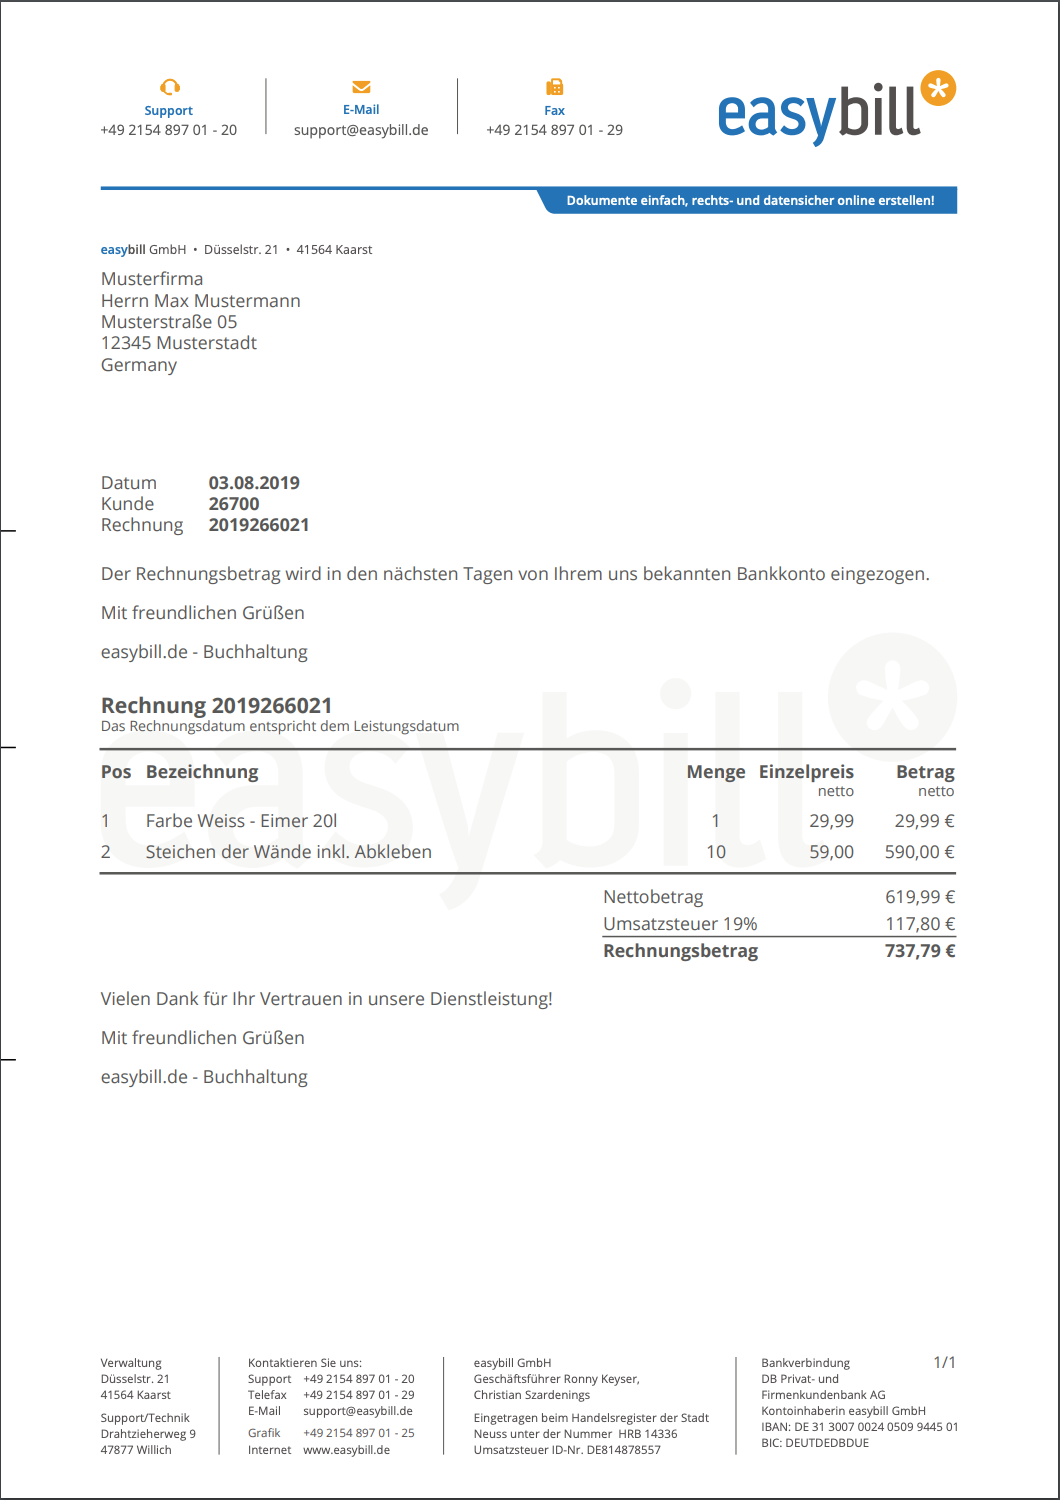 Support
+49 2154 897 01 - 20
E-Mail
support@easybill.de
Fax
+49 2154 897 01 - 29
easybill
Dokumente einfach, rechts- und datensicher online erstellen!
easybill GmbH • Düsselstr. 21 • 41564 Kaarst
Musterfirma
Herrn Max Mustermann
Musterstraße 05
12345 Musterstadt
Germany
Datum 03.08.2019
Kunde 26700
Rechnung 2019266021
Der Rechnungsbetrag wird in den nächsten Tagen von Ihrem uns bekannten Bankkonto eingezogen.
Mit freundlichen Grüßen
easybill.de - Buchhaltung
easybill
Rechnung 2019266021
Das Rechnungsdatum entspricht dem Leistungsdatum
Pos Bezeichnung Menge Einzelpreis Betrag
netto netto
1 Farbe Weiss - Eimer 20l 1 29,99 29,99 €
2 Steichen der Wände inkl. Abkleben 10 59,00 590,00 €
Nettobetrag 619,99 €
Umsatzsteuer 19% 117,80 €
Rechnungsbetrag 737,79 €
Vielen Dank für Ihr Vertrauen in unsere Dienstleistung!
Mit freundlichen Grüßen
easybill.de - Buchhaltung
Verwaltung
Düsselstr. 21
41564 Kaarst
Support/Technik
Drahtzieherweg 9
47877 Willich
Kontaktieren Sie uns:
Support +49 2154 897 01 - 20
Telefax +49 2154 897 01 - 29
E-Mail support@easybill.de
Grafik +49 2154 897 01 - 25
Internet www.easybill.de
easybill GmbH
Geschäftsführer Ronny Keyser,
Christian Szardenings
Eingetragen beim Handelsregister der Stadt
Neuss unter der Nummer HRB 14336
Umsatzsteuer ID-Nr. DE814878557
Bankverbindung
DB Privat- und
Firmenkundenbank AG
Kontoinhaberin easybill GmbH
IBAN: DE 31 3007 0024 0509 9445 01
BIC: DEUTDEDBDUE
1/1